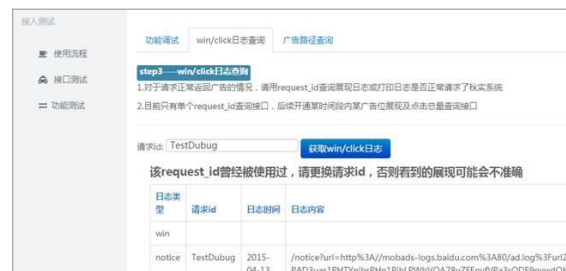 接入测试
使用流程
接口测试
功能测试
功能调试 win/click日志查询 广告路径查询
step3-----win/click日志查询
1.对于请求正常返回广告的情况，请用request_id查询展现日志或打印日志是否正常请求了秋实系统
2.目前只有单个request_id查询接口，后续开通某时间段内某广告位展现及点击总量查询接口
请求id: TestDubug 获取win/click日志
该request_id曾经被使用过，请更换请求id，否则看到的展现可能会不准确
日志类型 请求id 日志时间 日志内容
win
notice TestDubug 2015- /notice?url=http%3A//mobads-logs.baidu.com%3A80/ad.log%3Furl2
04-13